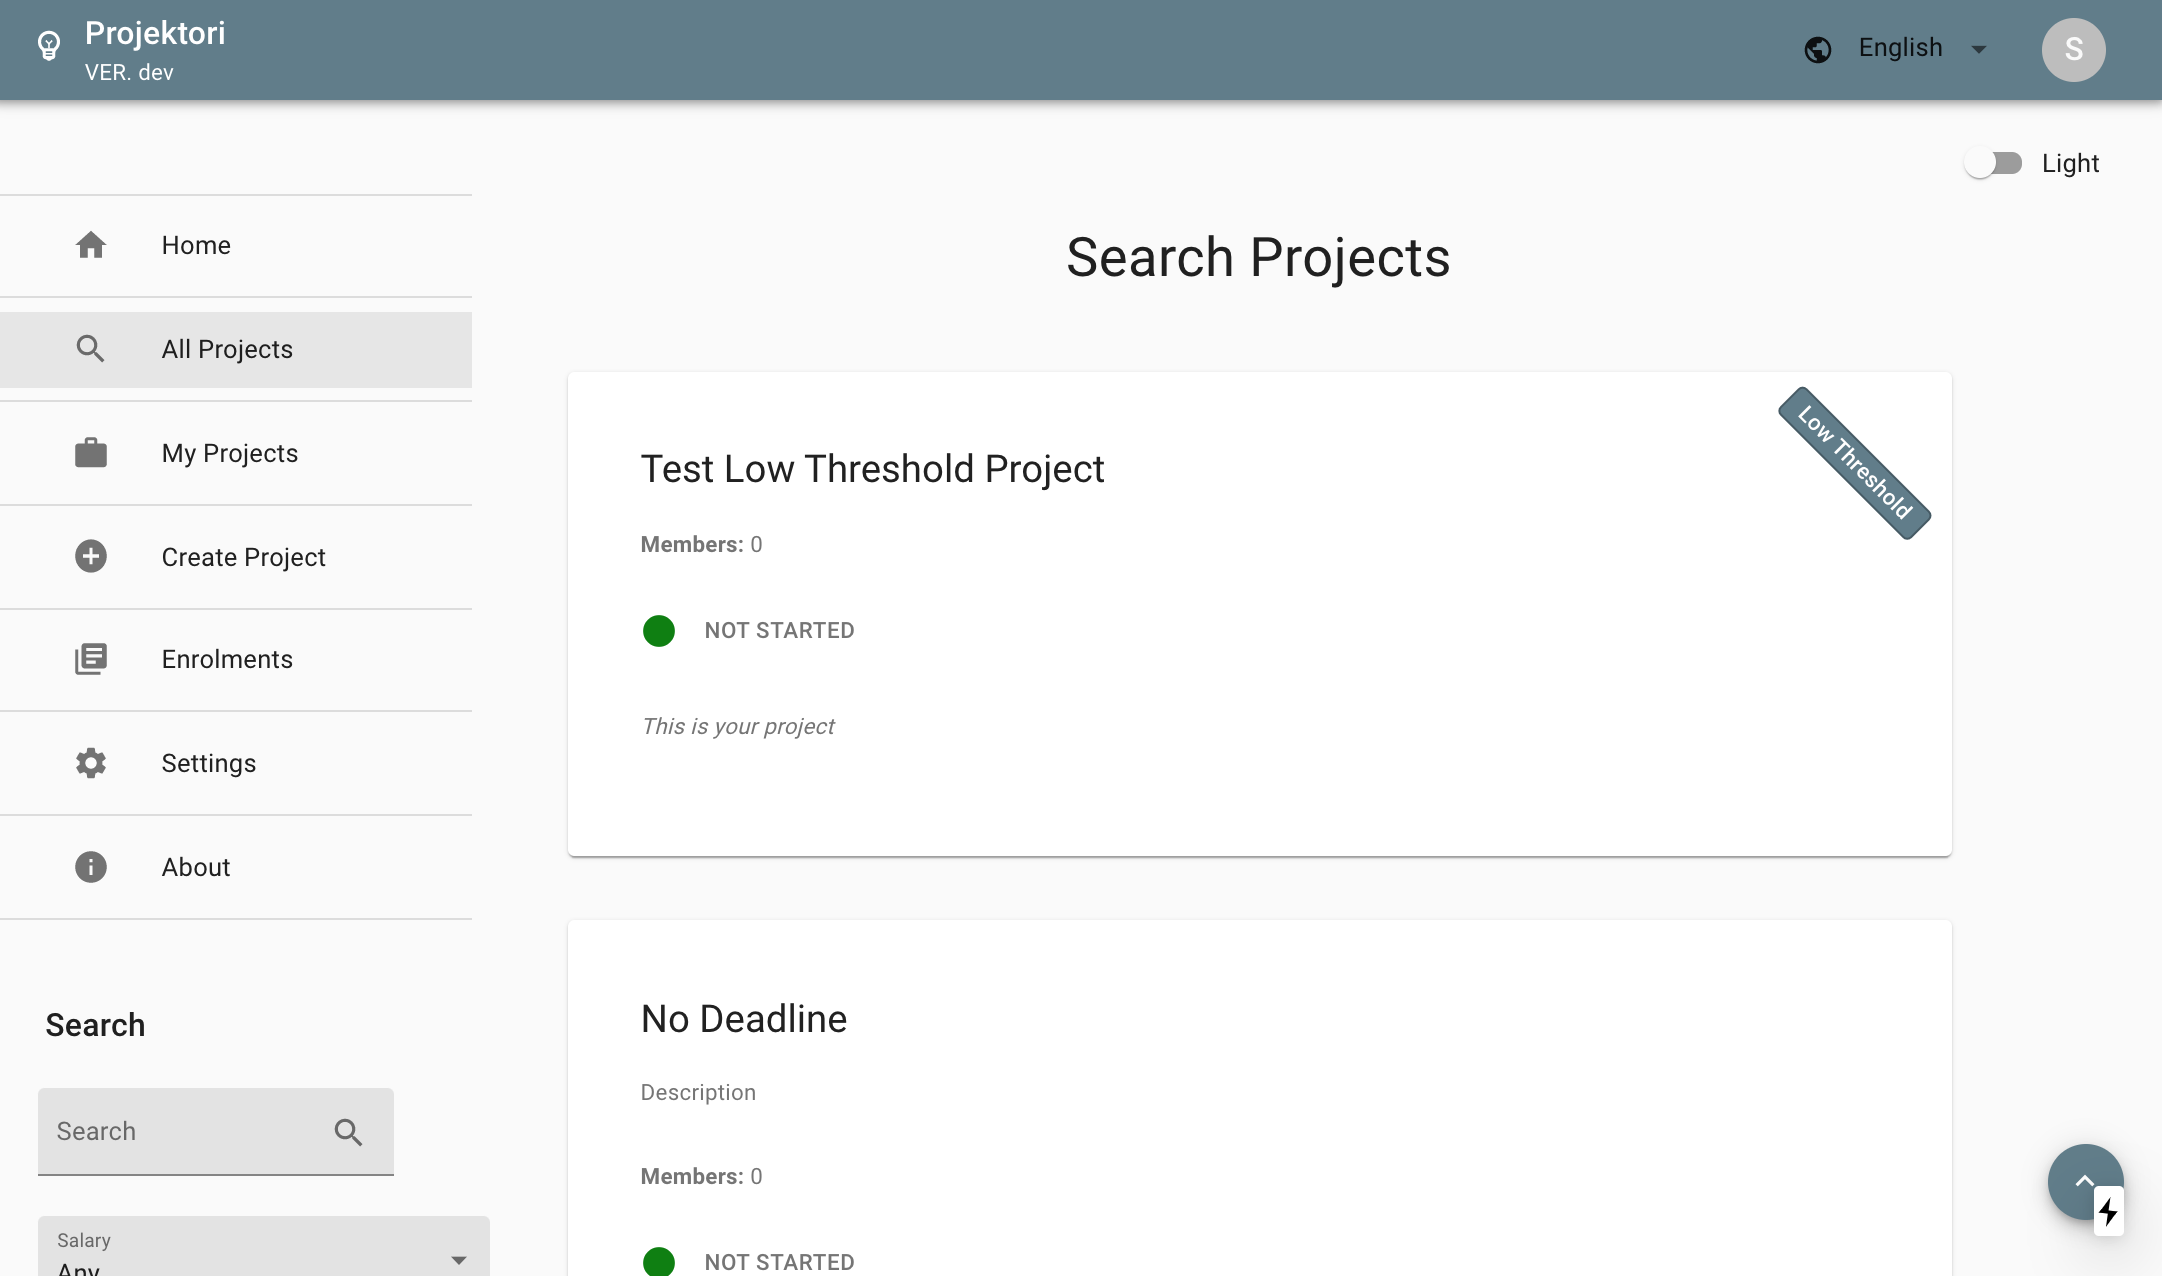 Projektori
VER. dev
English
S
Light
Home
All Projects
My Projects
Create Project
Enrolments
Settings
About
Search
Search
Salary
Any
Search Projects
Test Low Threshold Project
Low Threshold
Members: 0
NOT STARTED
This is your project
No Deadline
Description
Members: 0
NOT STARTED